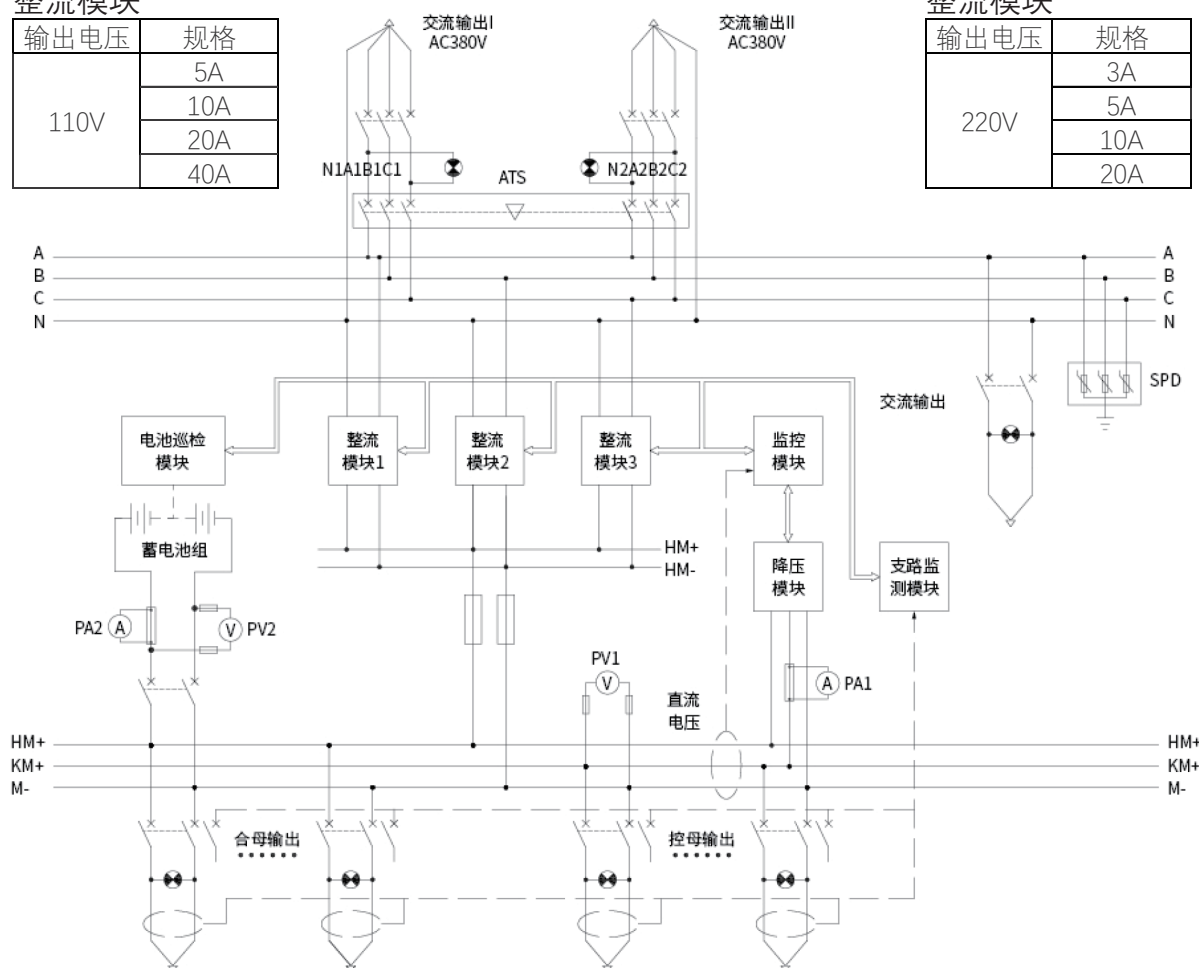 整流模块
输出电压 规格
110V
5A
10A
20A
40A
交流输出I
AC380V
交流输出II
AC380V
整流模块
输出电压 规格
220V
3A
5A
10A
20A
N1A1B1C1
ATS
N2A2B2C2
A
B
C
N
A
B
C
N
SPD
交流输出
电池巡检
模块
整流
模块1
整流
模块2
整流
模块3
监控
模块
蓄电池组
HM+
HM-
降压
模块
支路监
测模块
PA2 A
V PV2
PV1
V
A PA1
直流
电压
HM+
KM+
M-
HM+
KM+
M-
合母输出
控母输出